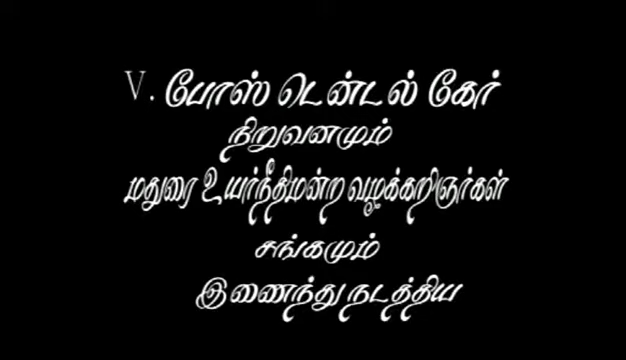 V. போஸ் டென்டல் கேர்
நிறுவனமும்
மதுரை உயர்நீதிமன்ற வழக்கறிஞர்கள்
சங்கமும்
இணைந்து நடத்திய